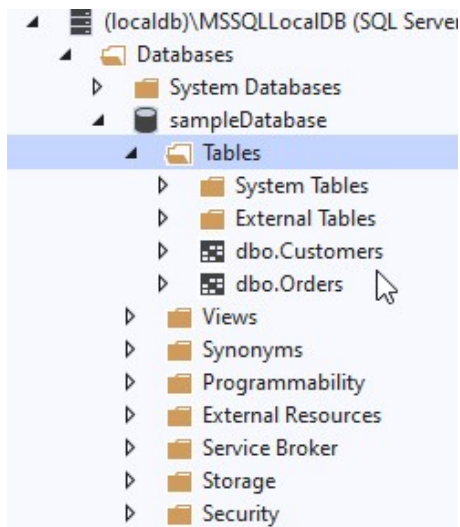 (localdb)\MSSQLLocalDB (SQL Server
Databases
System Databases
sampleDatabase
Tables
System Tables
External Tables
dbo.Customers
dbo.Orders
Views
Synonyms
Programmability
External Resources
Service Broker
Storage
Security